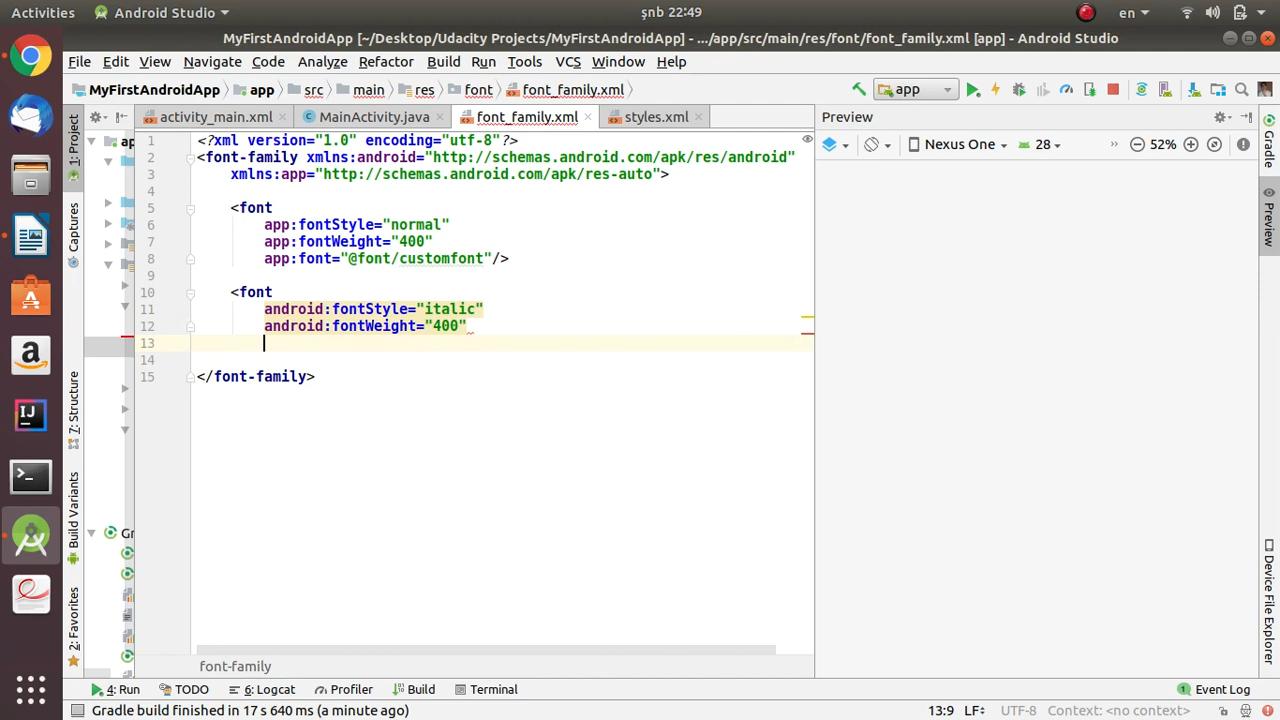 Activities
Android Studio
şnb 22:49
en
MyFirstAndroidApp [~/Desktop/Udacity Projects/MyFirstAndroidApp] - .../app/src/main/res/font/font_family.xml [app] - Android Studio
File Edit View Navigate Code Analyze Refactor Build Run Tools VCS Window Help
MyFirstAndroidApp app src main res font font_family.xml
app
activity_main.xml MainActivity.java font_family.xml styles.xml
Preview
Nexus One 28 52%
1: Project
Captures
7: Structure
Build Variants
2: Favorites
ap
Gr
1 <?xml version="1.0" encoding="utf-8"?>
2 <font-family xmlns:android="http://schemas.android.com/apk/res/android"
3 xmlns:app="http://schemas.android.com/apk/res-auto">
4
5 <font
6 app:fontStyle="normal"
7 app:fontWeight="400"
8 app:font="@font/customfont"/>
9
10 <font
11 android:fontStyle="italic"
12 android:fontWeight="400"
13
14
15 </font-family>
font-family
Gradle
Preview
Device File Explorer
4: Run TODO 6: Logcat Profiler Build Terminal
1 Event Log
Gradle build finished in 17 s 640 ms (a minute ago)
13:9 LF UTF-8 Context: <no context>